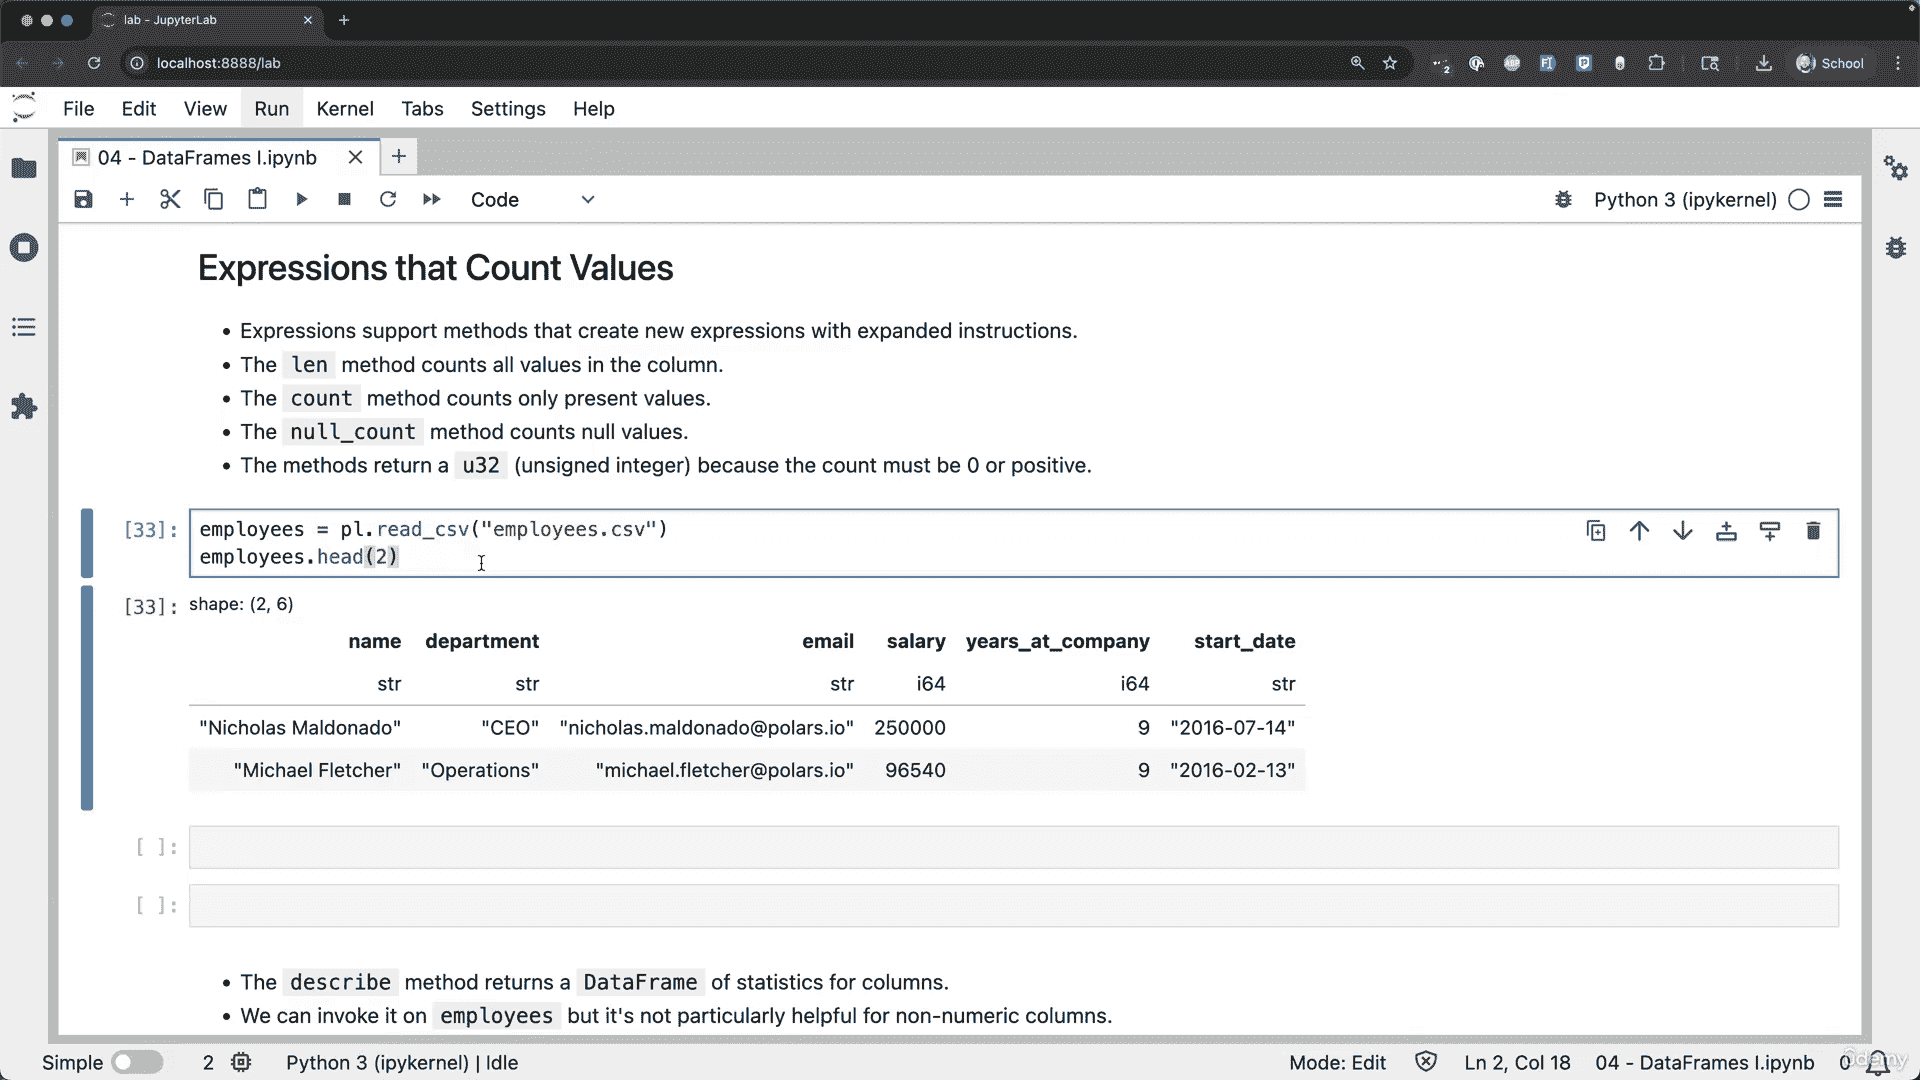 lab - JupyterLab
localhost:8888/lab
2
ABP
School
File Edit View Run Kernel Tabs Settings Help
04 - DataFrames I.ipynb
Code
Python 3 (ipykernel)
Expressions that Count Values
• Expressions support methods that create new expressions with expanded instructions.
• The len method counts all values in the column.
• The count method counts only present values.
• The null_count method counts null values.
• The methods return a u32 (unsigned integer) because the count must be 0 or positive.
[33]: employees = pl.read_csv("employees.csv")
employees.head(2)
[33]: shape: (2, 6)
name department email salary years_at_company start_date
str str str i64 i64 str
"Nicholas Maldonado" "CEO" "nicholas.maldonado@polars.io" 250000 9 "2016-07-14"
"Michael Fletcher" "Operations" "michael.fletcher@polars.io" 96540 9 "2016-02-13"
[ ]:
[ ]:
• The describe method returns a DataFrame of statistics for columns.
• We can invoke it on employees but it's not particularly helpful for non-numeric columns.
Simple 2 Python 3 (ipykernel) | Idle Mode: Edit Ln 2, Col 18 04 - DataFrames I.ipynb 0
udemy